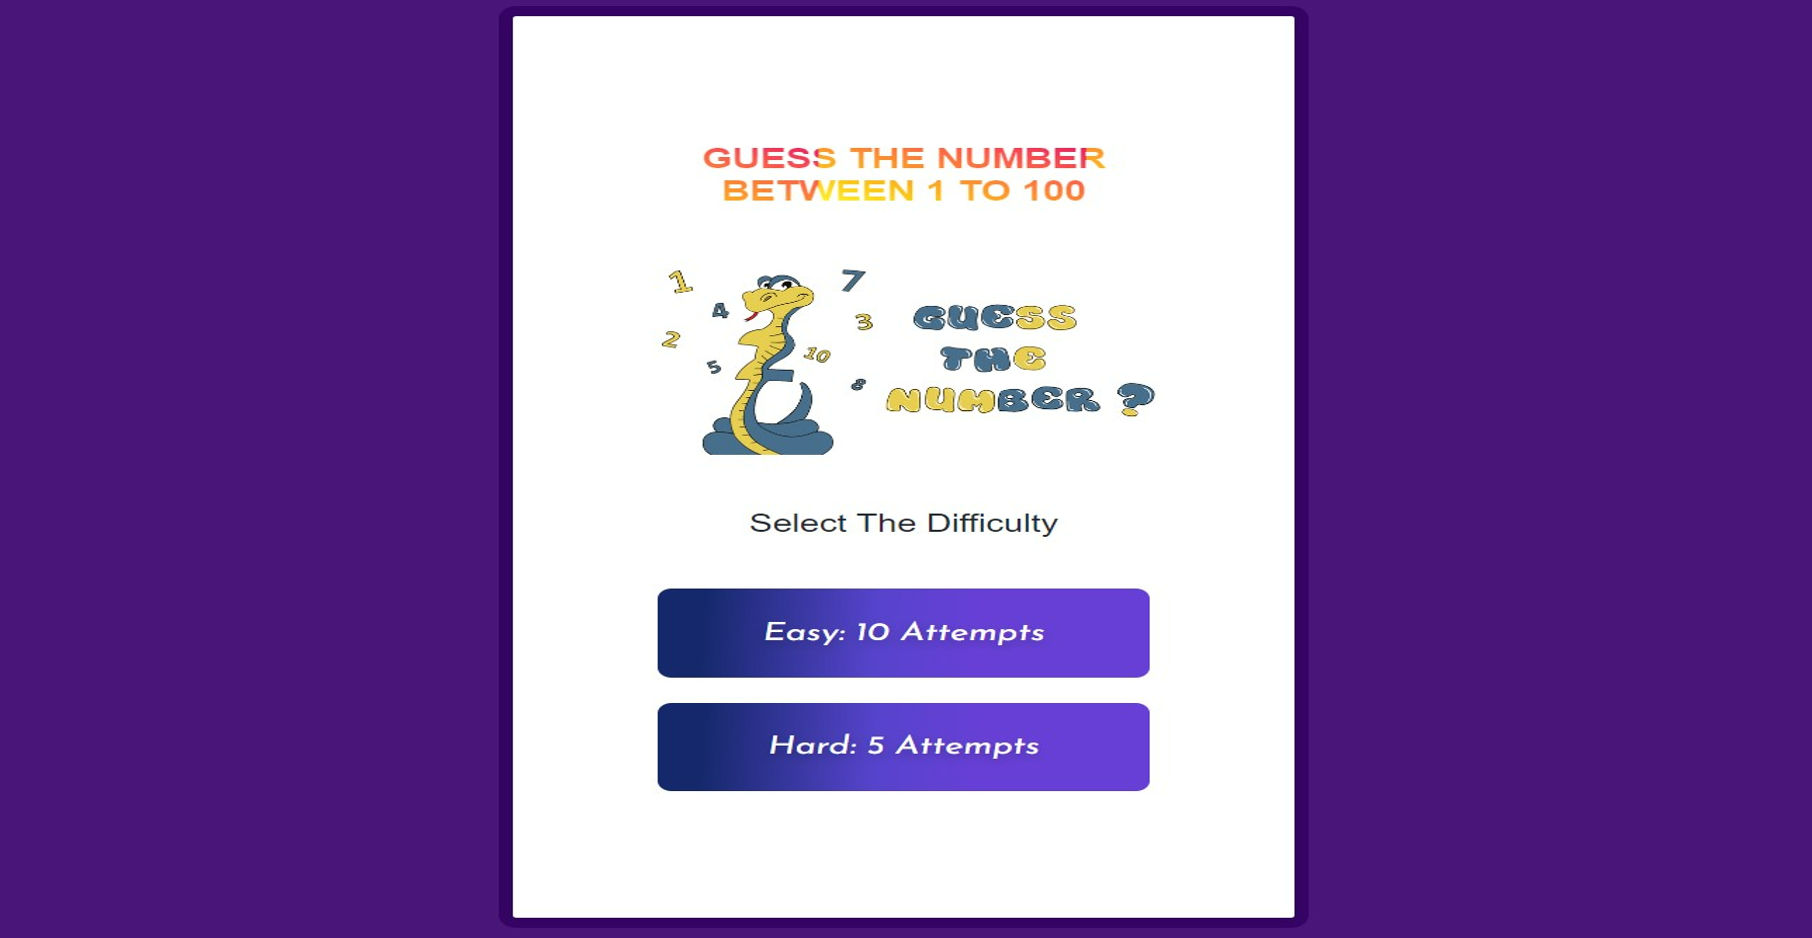 GUESS THE NUMBER
BETWEEN 1 TO 100
1
7
4
3
2
10
5
8
GUESS
THE
NUMBER ?
Select The Difficulty
Easy: 10 Attempts
Hard: 5 Attempts